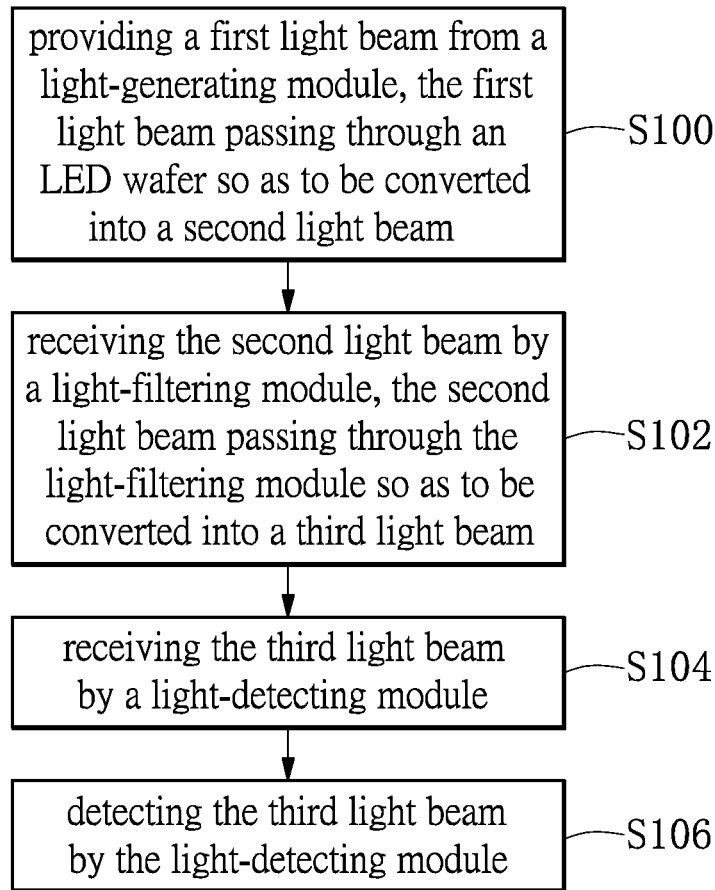 providing a first light beam from a
light-generating module, the first
light beam passing through an
LED wafer so as to be converted
into a second light beam
S100
receiving the second light beam by
a light-filtering module, the second
light beam passing through the
light-filtering module so as to be
converted into a third light beam
S102
receiving the third light beam
by a light-detecting module
S104
detecting the third light beam
by the light-detecting module
S106